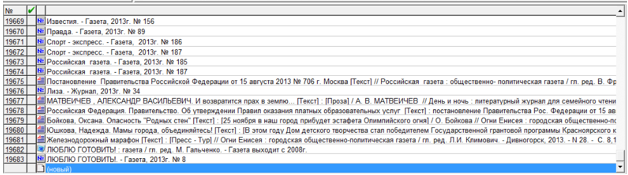 №
19669 № Известия. - Газета, 2013г. № 156
19670 № Правда. - Газета, 2013г. № 89
19671 № Спорт - экспресс. - Газета, 2013г. № 186
19672 № Спорт - экспресс. - Газета, 2013г. № 187
19673 № Российская газета. - Газета, 2013г. № 185
19674 № Российская газета. - Газета, 2013г. № 187
19675 Постановление Правительства Российской Федерации от 15 августа 2013 № 706 г. Москва [Текст] // Российская газета : общественно- политическая газета / гл. ред. В. Фр
19676 № Лиза. - Журнал, 2013г. № 34
19677 МАТВЕИЧЕВ , АЛЕКСАНДР ВАСИЛЬЕВИЧ. И возвратится прах в землю... [Текст] : [Проза] / А. В. МАТВЕИЧЕВ // День и ночь : литературный журнал для семейного чтени
19678 Российская Федерация. Правительство. Об утверждении Правил оказания платных образовательных услуг [Текст] : постановление Правительства Рос. Федерации от 15 ав
19679 Бойкова, Оксана. Опасность "Родных стен" [Текст] : [25 ноября в наш город прибудет эстафета Олимпийского огня] / О. Бойкова // Огни Енисея : городская общественно-по
19680 Юшкова, Надежда. Мамы города, объединяйтесь! [Текст] : [В этом году Дом детского творчества стал победителем Государственной грантовой программы Красноярского к
19681 Железнодорожный марафон [Текст] : [Пресс - Тур] // Огни Енисея : городская общественно-политическая газета / гл. ред. Л.И. Климович. - Дивногорск, 2013. - N 28. - С. 8,1
19682 ЛЮБЛЮ ГОТОВИТЬ! : газета / гл. ред. М. Гальченко. - Газета выходит с 2008г.
19683 № ЛЮБЛЮ ГОТОВИТЬ!. - Газета, 2013г. № 8
(новый)